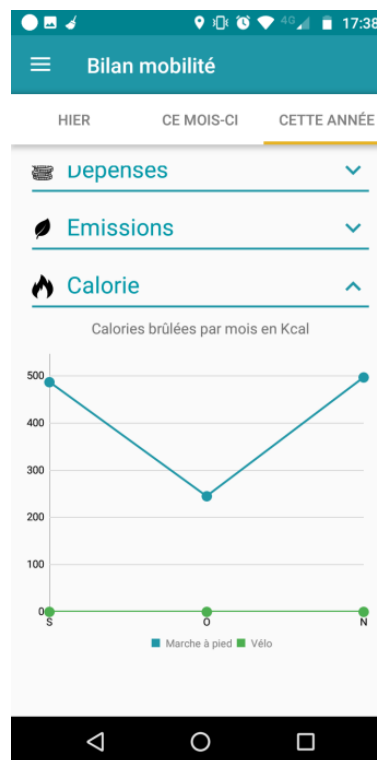 4G 17:38
Bilan mobilité
HIER CE MOIS-CI CETTE ANNÉE
Dépenses
Emissions
Calorie
Calories brûlées par mois en Kcal
500
400
300
200
100
0
S O N
Marche à pied Vélo